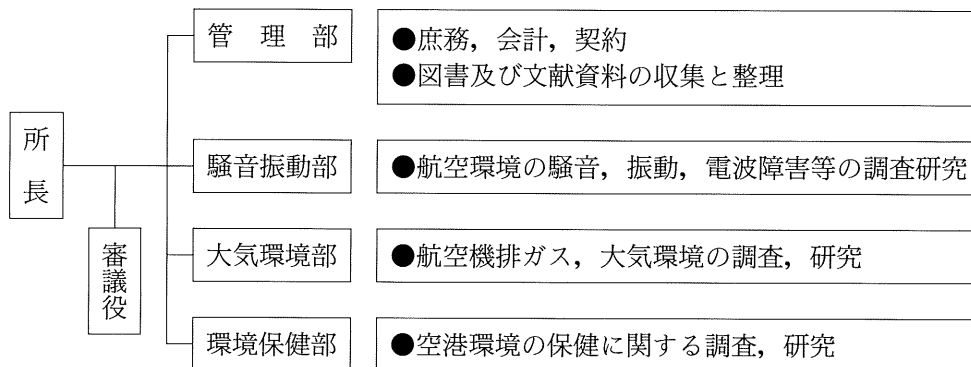 管理部
●庶務，会計，契約
●図書及び文献資料の収集と整理
所長
騒音振動部
●航空環境の騒音，振動，電波障害等の調査研究
審議役
大気環境部
●航空機排ガス，大気環境の調査，研究
環境保健部
●空港環境の保健に関する調査，研究